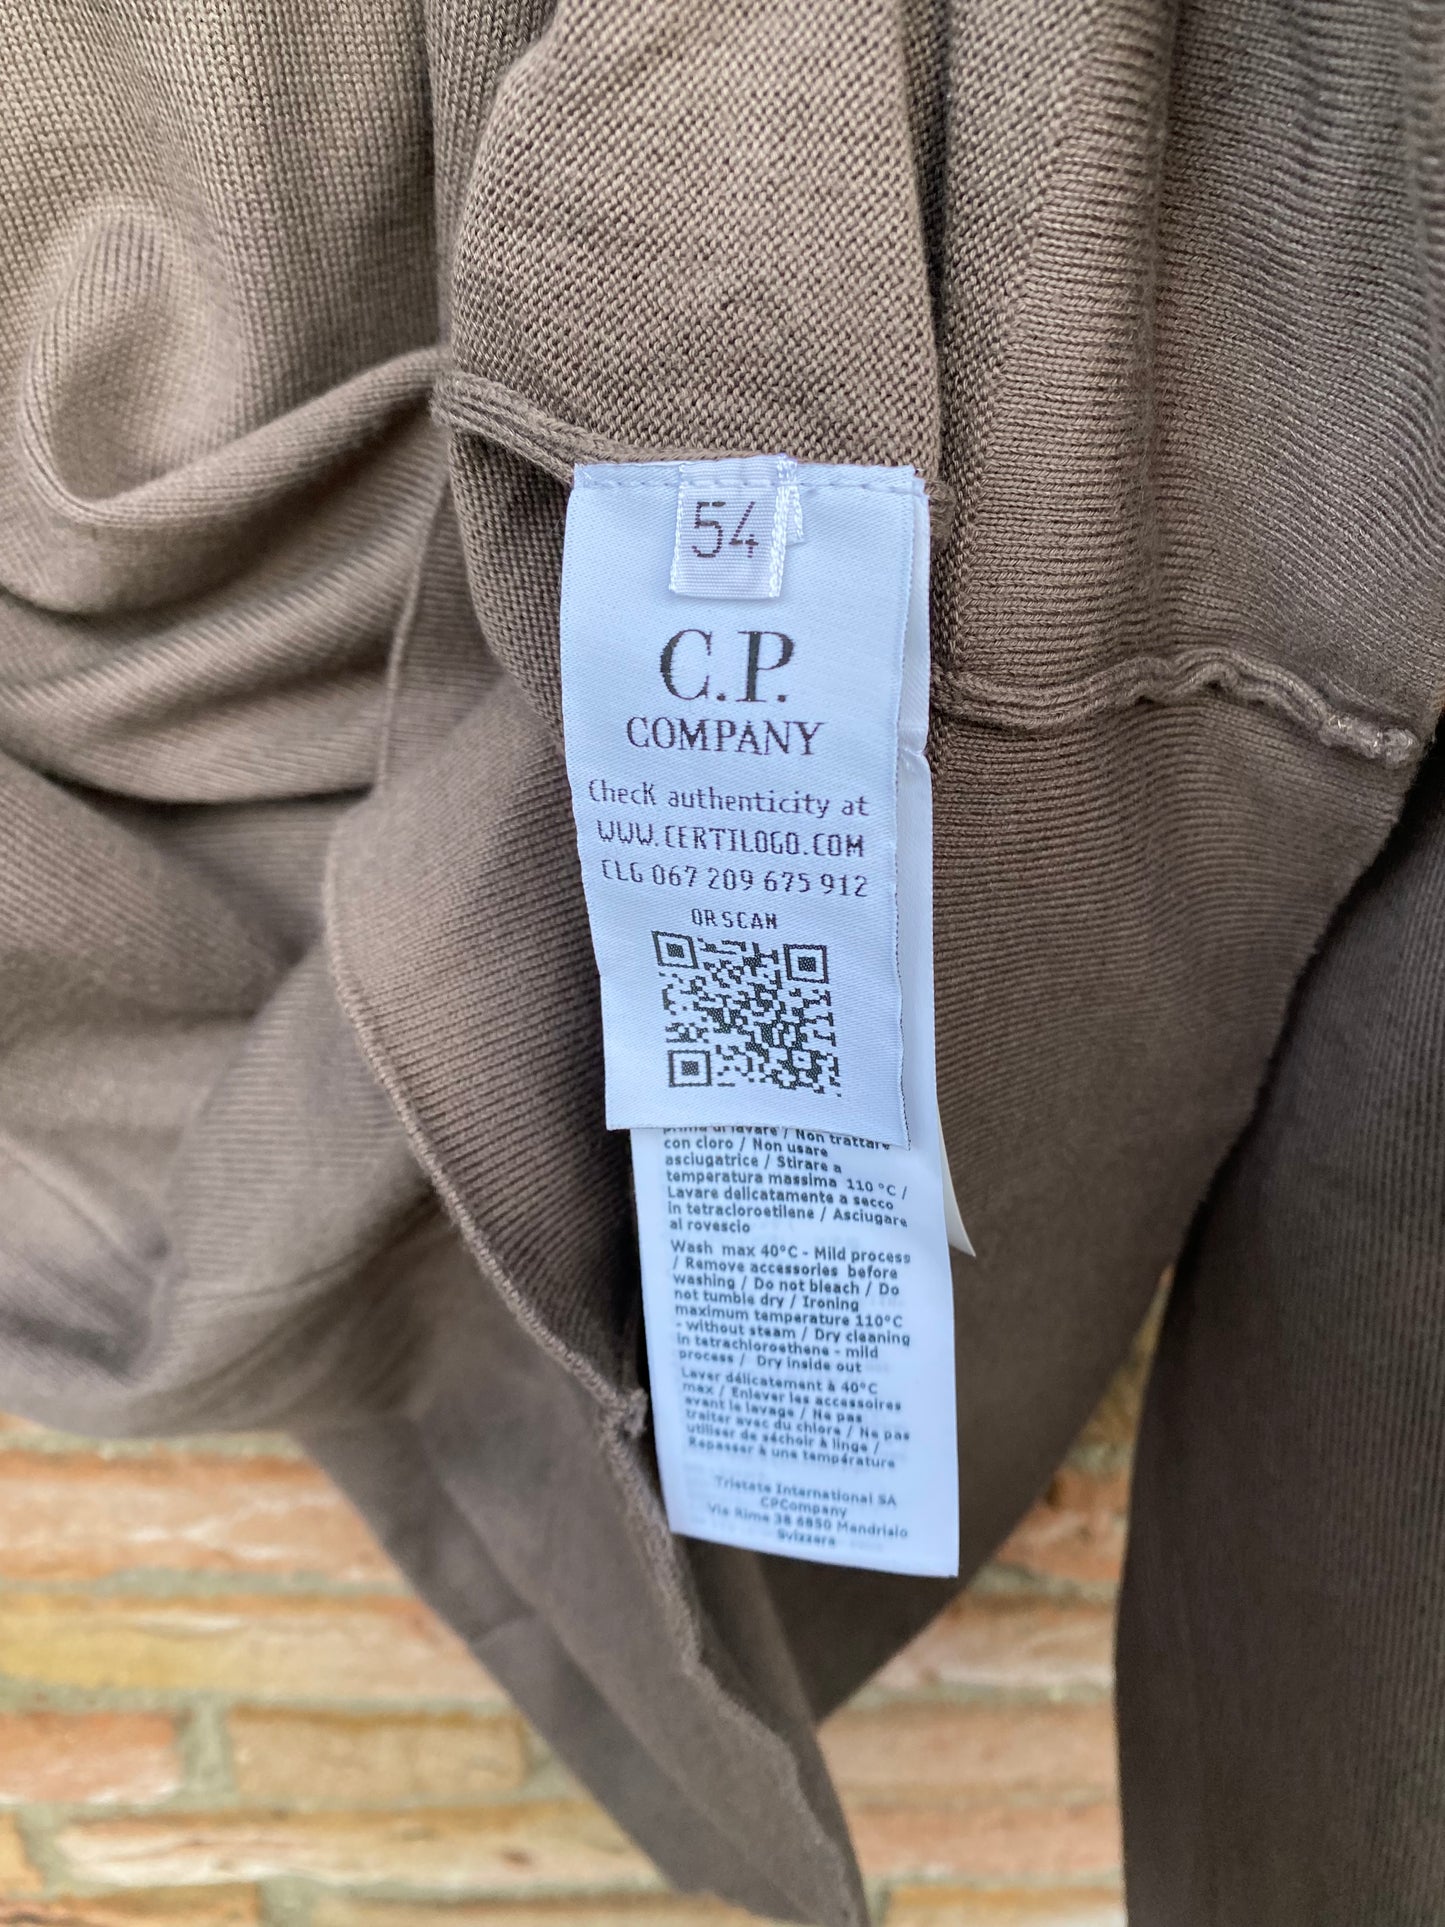 54
C.P.
COMPANY
Check authenticity at
WWW.CERTILOGO.COM
CLG 067 209 675 912
OR SCAN
prima di lavare / Non trattare
con cloro / Non usare
asciugatrice / Stirare a
temperatura massima 110 °C /
Lavare delicatamente a secco
in tetracloroetilene / Asciugare
al rovescio
Wash max 40°C - Mild process
/ Remove accessories before
washing / Do not bleach / Do
not tumble dry / Ironing
maximum temperature 110°C
- without steam / Dry cleaning
in tetrachloroethene - mild
process / Dry inside out
Laver délicatement à 40°C
max / Enlever les accessoires
avant le lavage / Ne pas
traiter avec du chlore / Ne pas
utiliser de séchoir à linge /
Repasser à une température
Tristate International SA
CPCompany
Via Rime 38 6850 Mendrisio
Svizzera